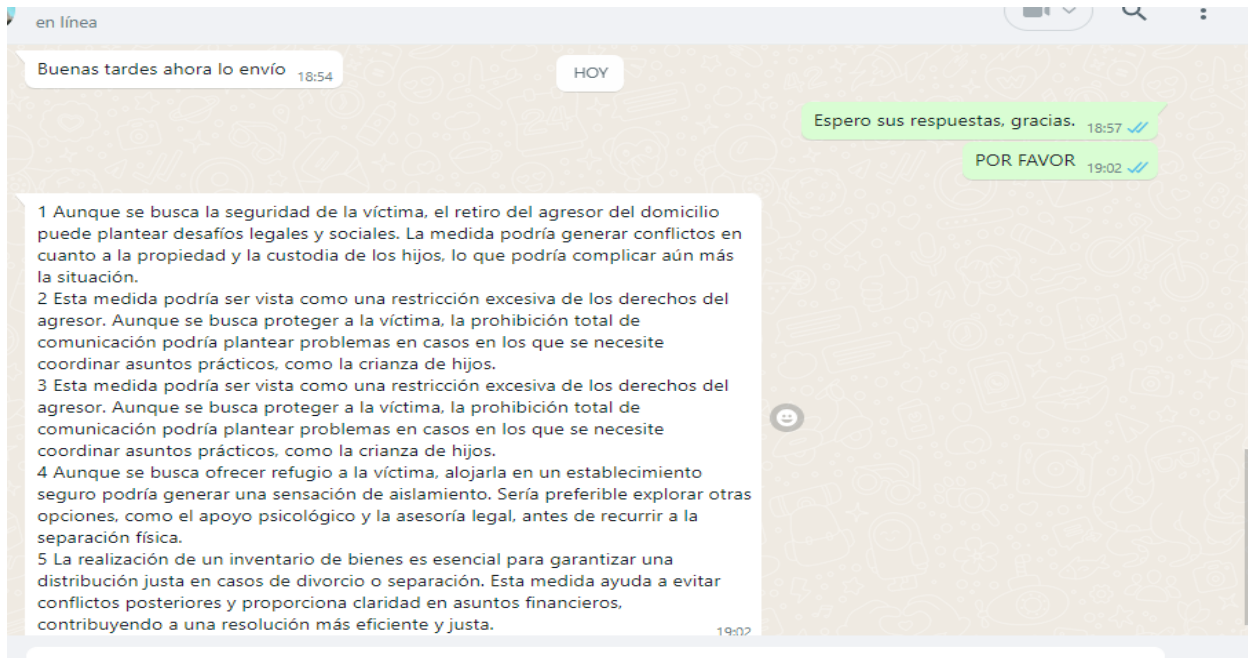 en línea
Buenas tardes ahora lo envío 18:54
HOY
Espero sus respuestas, gracias. 18:57
POR FAVOR 19:02
1 Aunque se busca la seguridad de la víctima, el retiro del agresor del domicilio
puede plantear desafíos legales y sociales. La medida podría generar conflictos en
cuanto a la propiedad y la custodia de los hijos, lo que podría complicar aún más
la situación.
2 Esta medida podría ser vista como una restricción excesiva de los derechos del
agresor. Aunque se busca proteger a la víctima, la prohibición total de
comunicación podría plantear problemas en casos en los que se necesite
coordinar asuntos prácticos, como la crianza de hijos.
3 Esta medida podría ser vista como una restricción excesiva de los derechos del
agresor. Aunque se busca proteger a la víctima, la prohibición total de
comunicación podría plantear problemas en casos en los que se necesite
coordinar asuntos prácticos, como la crianza de hijos.
4 Aunque se busca ofrecer refugio a la víctima, alojarla en un establecimiento
seguro podría generar una sensación de aislamiento. Sería preferible explorar otras
opciones, como el apoyo psicológico y la asesoría legal, antes de recurrir a la
separación física.
5 La realización de un inventario de bienes es esencial para garantizar una
distribución justa en casos de divorcio o separación. Esta medida ayuda a evitar
conflictos posteriores y proporciona claridad en asuntos financieros,
contribuyendo a una resolución más eficiente y justa. 19:02